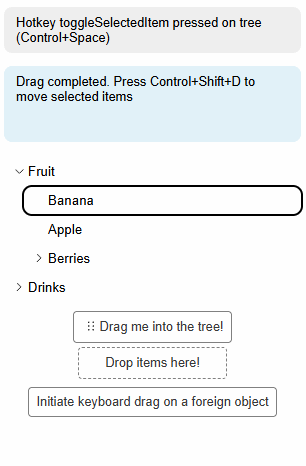 Hotkey toggleSelectedItem pressed on tree
(Control+Space)
Drag completed. Press Control+Shift+D to
move selected items
Fruit
Banana
Apple
Berries
Drinks
Drag me into the tree!
Drop items here!
Initiate keyboard drag on a foreign object